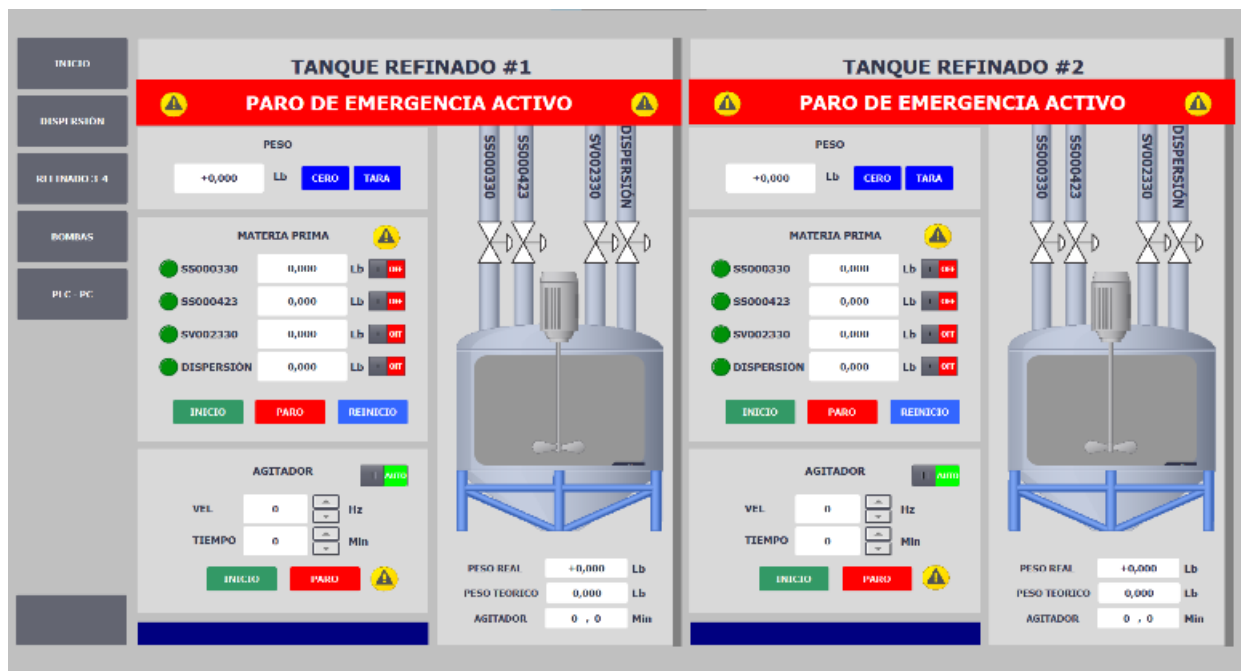 INICIO
DISPERSIÓN
REFINADO 3-4
BOMBAS
PLC - PC
TANQUE REFINADO #1
PARO DE EMERGENCIA ACTIVO
PESO
+0,000 Lb CERO TARA
MATERIA PRIMA
SS000330 0,000 Lb OFF
SS000423 0,000 Lb OFF
SV002330 0,000 Lb OFF
DISPERSIÓN 0,000 Lb OFF
INICIO PARO REINICIO
AGITADOR AUTO
VEL 0 Hz
TIEMPO 0 Min
INICIO PARO
SS000330
SS000423
SV002330
DISPERSIÓN
PESO REAL +0,000 Lb
PESO TEORICO 0,000 Lb
AGITADOR 0 , 0 Min
TANQUE REFINADO #2
PARO DE EMERGENCIA ACTIVO
PESO
+0,000 Lb CERO TARA
MATERIA PRIMA
SS000330 0,000 Lb OFF
SS000423 0,000 Lb OFF
SV002330 0,000 Lb OFF
DISPERSIÓN 0,000 Lb OFF
INICIO PARO REINICIO
AGITADOR AUTO
VEL 0 Hz
TIEMPO 0 Min
INICIO PARO
SS000330
SS000423
SV002330
DISPERSIÓN
PESO REAL +0,000 Lb
PESO TEORICO 0,000 Lb
AGITADOR 0 , 0 Min